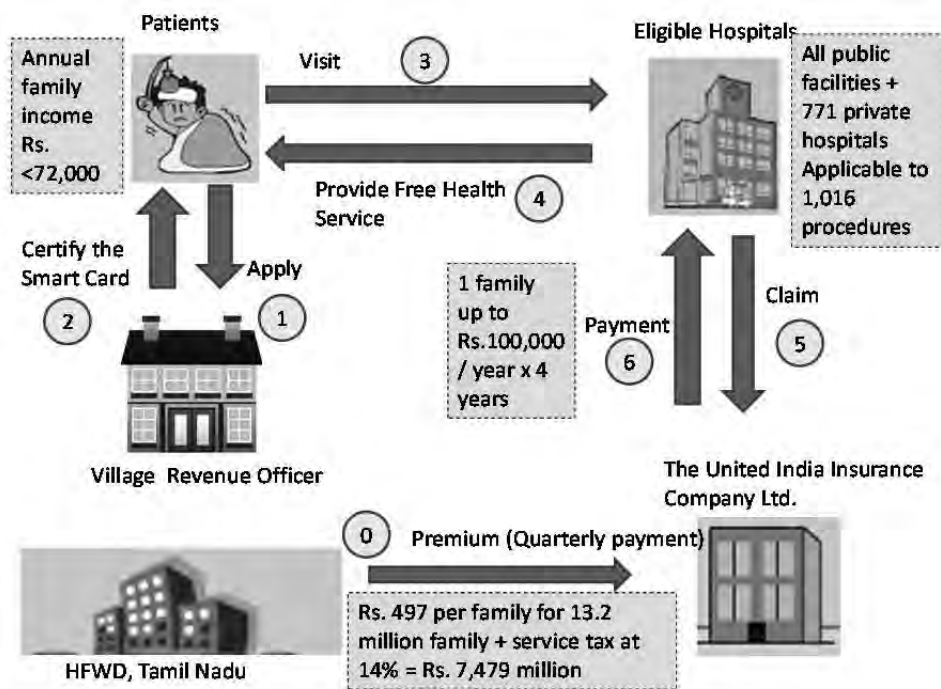 Patients
Annual
family
income
Rs.
<72,000
Visit
3
Eligible Hospitals
All public
facilities +
771 private
hospitals
Applicable to
1,016
procedures
Provide Free Health
Service
4
Certify the
Smart Card
2
Apply
1
1 family
up to
Rs.100,000
/ year x 4
years
Payment
6
Claim
5
Village Revenue Officer
The United India Insurance
Company Ltd.
0
Premium (Quarterly payment)
Rs. 497 per family for 13.2
million family + service tax at
14% = Rs. 7,479 million
HFWD, Tamil Nadu